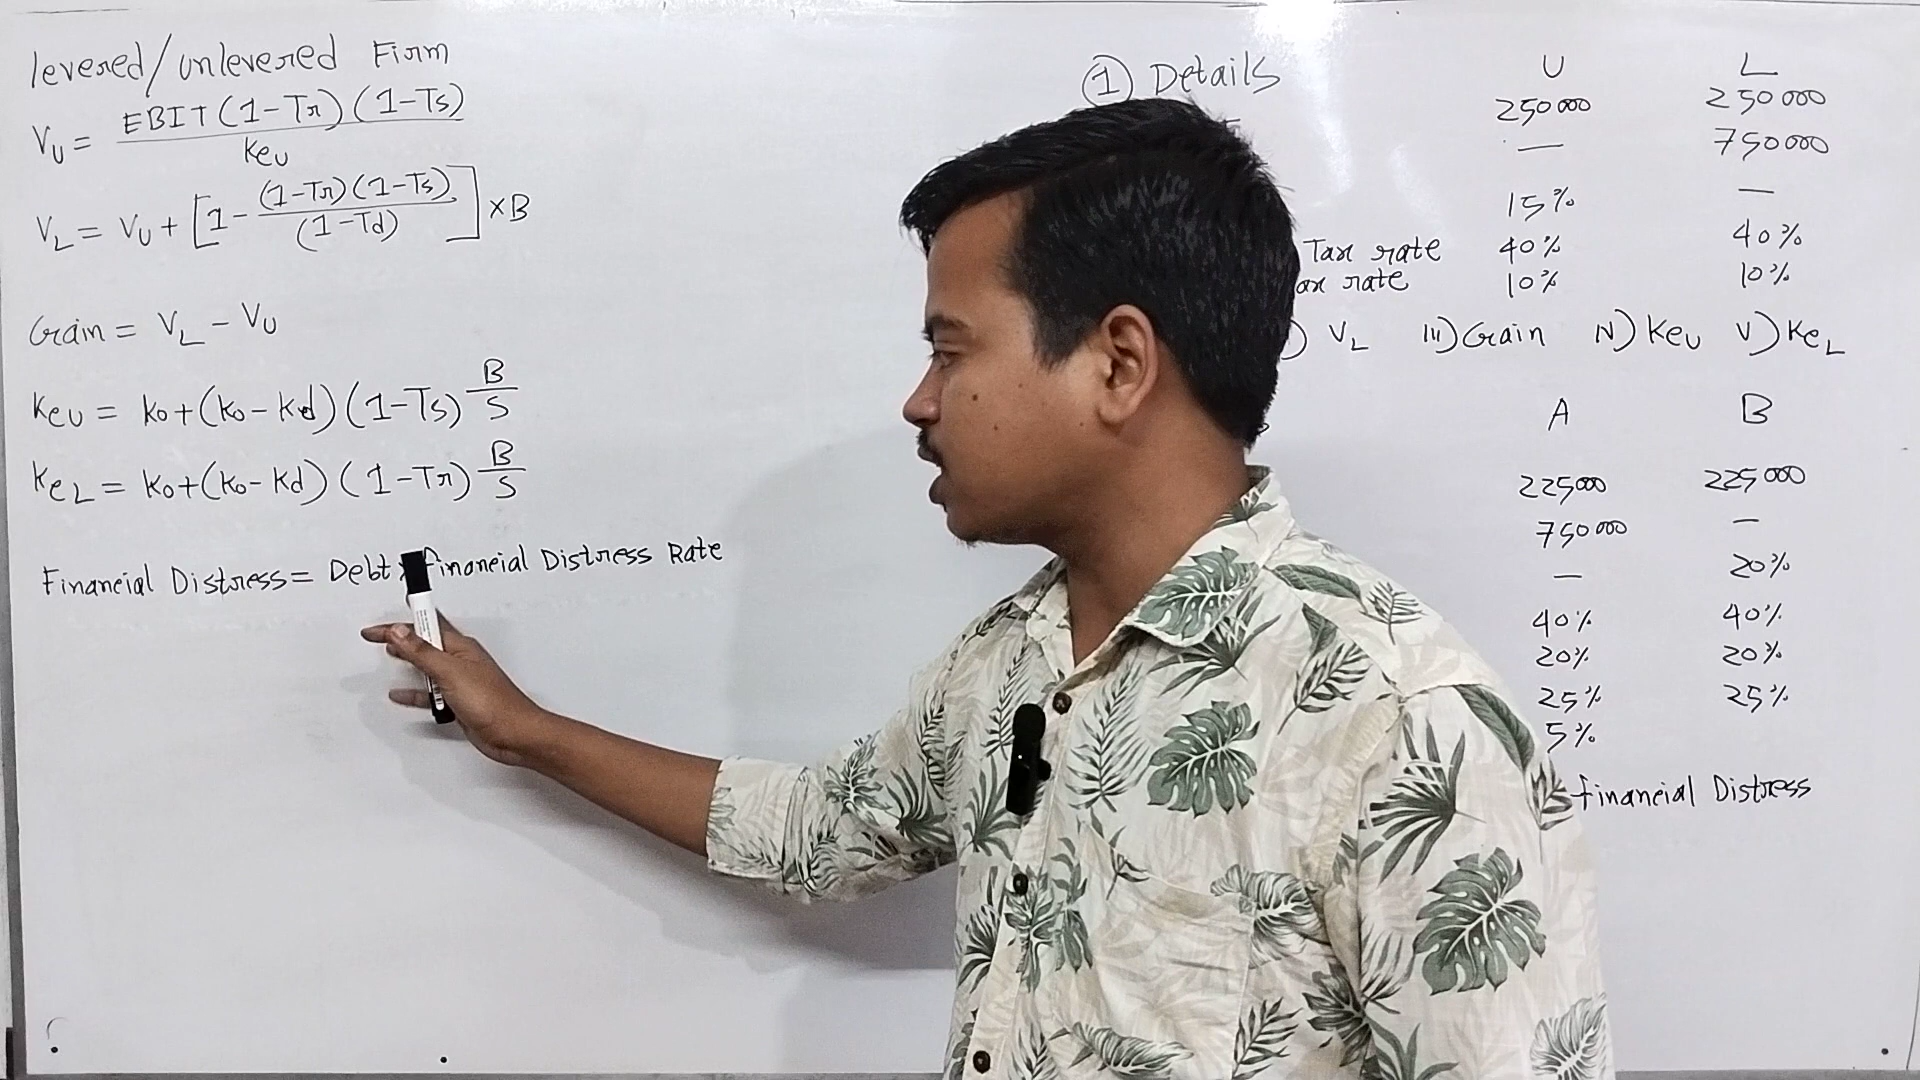 levered/unlevered Firm
VU = EBIT(1-Tr)(1-Ts)
KeU
VL = VU + [1 - (1-Tr)(1-Ts) / (1-Td)] × B
Gain = VL - VU
KeU = Ko+(Ko-Kd)(1-Ts) B/S
KeL = Ko+(Ko-Kd)(1-Tr) B/S
Financial Distress = Debt × Financial Distress Rate
① Details U L
250000 250000
— 750000
15% —
Tax rate 40% 40%
ax rate 10% 10%
) VL III) Gain IV) KeU V) KeL
A B
225000 225000
750000 —
— 20%
40% 40%
20% 20%
25% 25%
5%
financial Distress